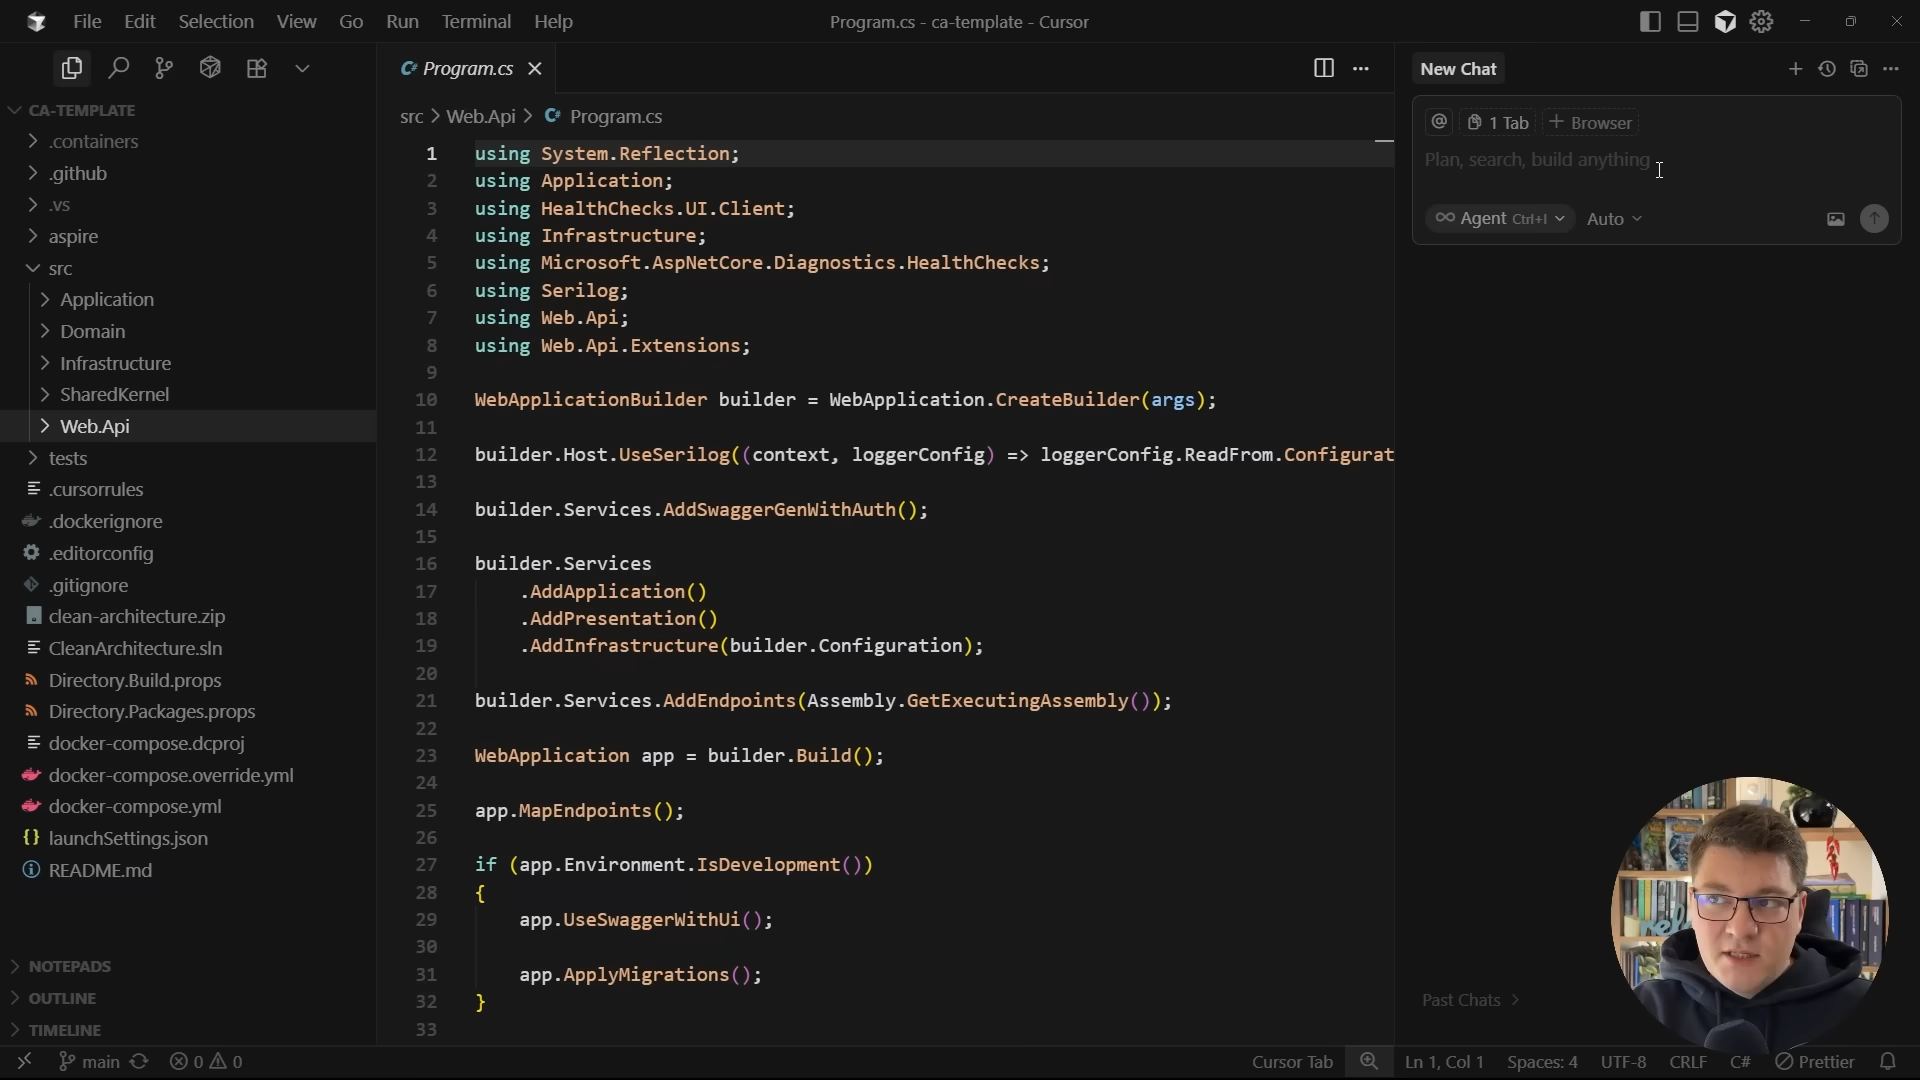 File Edit Selection View Go Run Terminal Help
Program.cs - ca-template - Cursor
CA-TEMPLATE
.containers
.github
.vs
aspire
src
Application
Domain
Infrastructure
SharedKernel
Web.Api
tests
.cursorrules
.dockerignore
.editorconfig
.gitignore
clean-architecture.zip
CleanArchitecture.sln
Directory.Build.props
Directory.Packages.props
docker-compose.dcproj
docker-compose.override.yml
docker-compose.yml
launchSettings.json
README.md
NOTEPADS
OUTLINE
TIMELINE
C# Program.cs
src > Web.Api > C# Program.cs
1 using System.Reflection;
2 using Application;
3 using HealthChecks.UI.Client;
4 using Infrastructure;
5 using Microsoft.AspNetCore.Diagnostics.HealthChecks;
6 using Serilog;
7 using Web.Api;
8 using Web.Api.Extensions;
9
10 WebApplicationBuilder builder = WebApplication.CreateBuilder(args);
11
12 builder.Host.UseSerilog((context, loggerConfig) => loggerConfig.ReadFrom.Configurat
13
14 builder.Services.AddSwaggerGenWithAuth();
15
16 builder.Services
17 .AddApplication()
18 .AddPresentation()
19 .AddInfrastructure(builder.Configuration);
20
21 builder.Services.AddEndpoints(Assembly.GetExecutingAssembly());
22
23 WebApplication app = builder.Build();
24
25 app.MapEndpoints();
26
27 if (app.Environment.IsDevelopment())
28 {
29 app.UseSwaggerWithUi();
30
31 app.ApplyMigrations();
32 }
33
New Chat
@ 1 Tab + Browser
Plan, search, build anything
∞ Agent Ctrl+I Auto
Past Chats >
main 0 0
Cursor Tab Ln 1, Col 1 Spaces: 4 UTF-8 CRLF C# Prettier